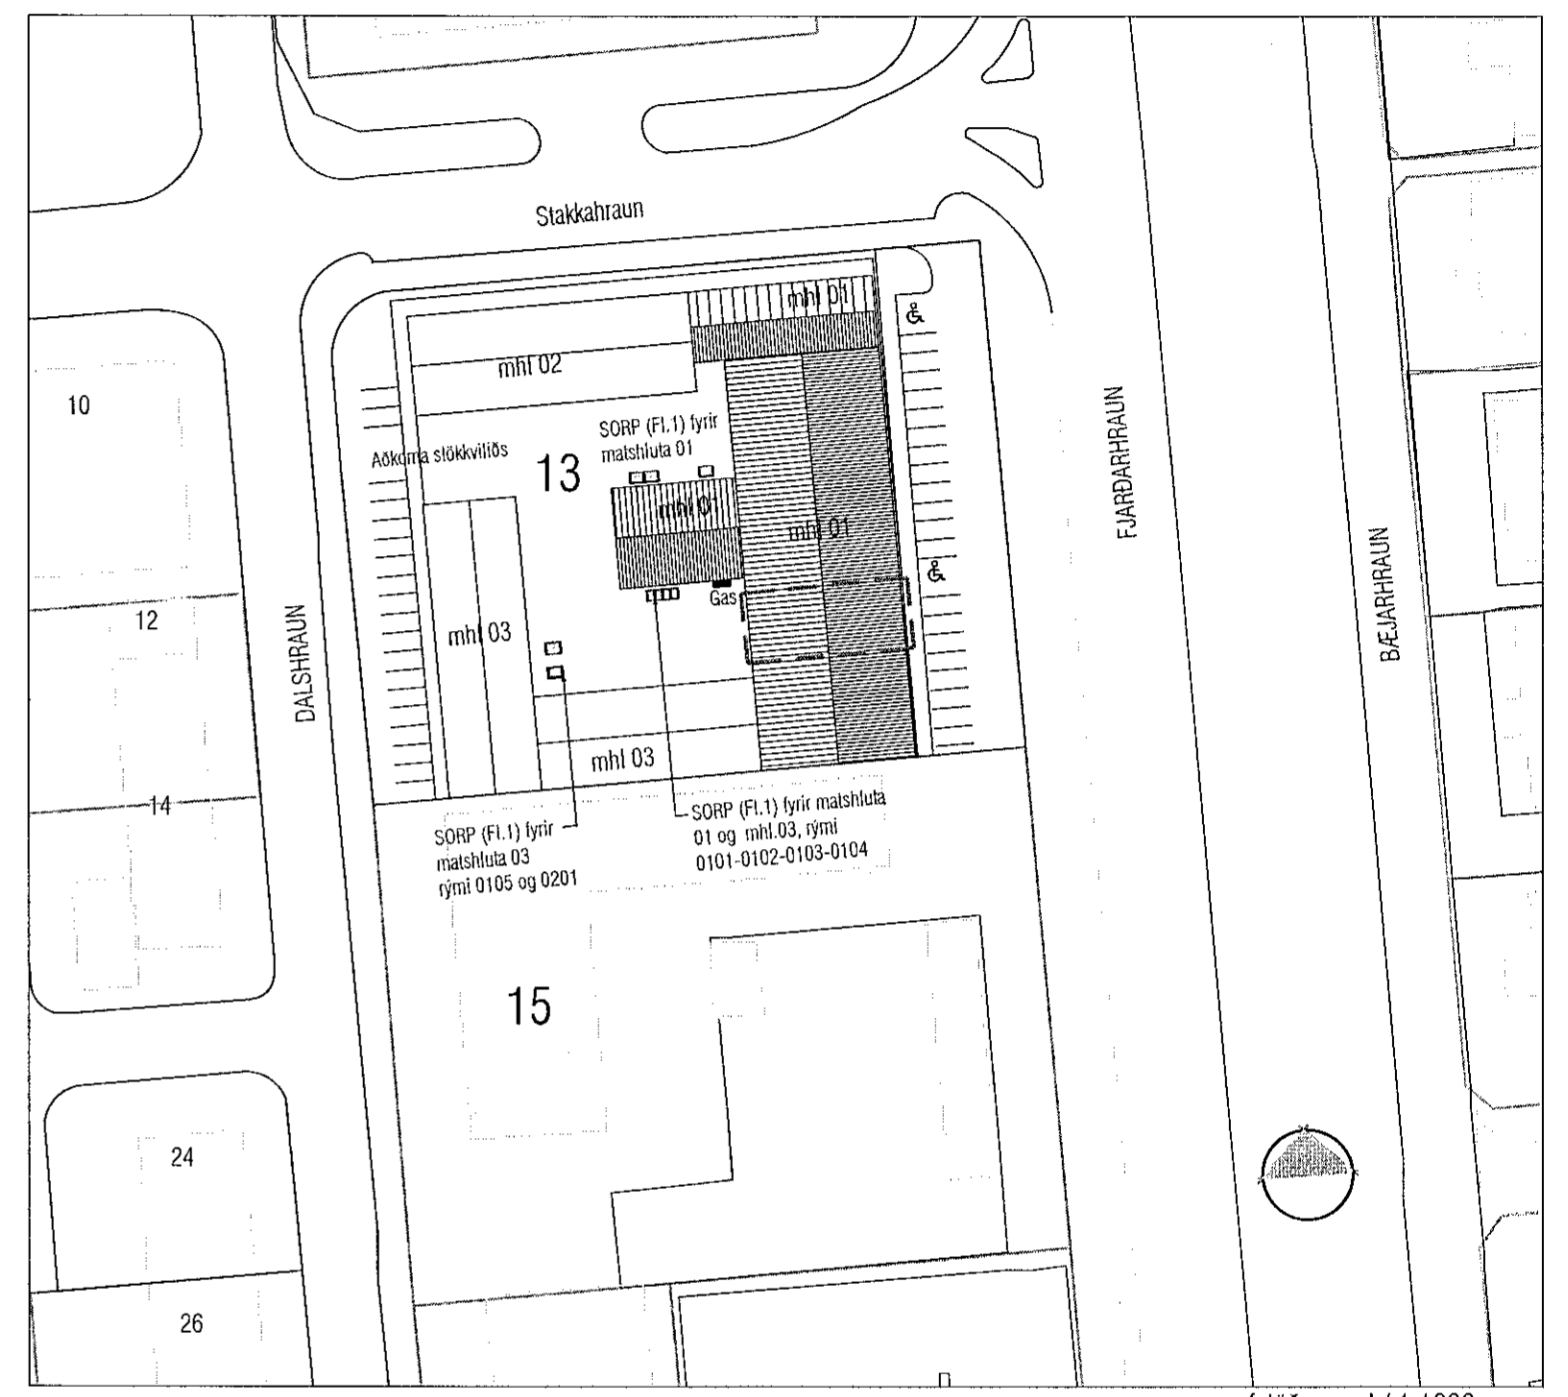 Stakkahraun
mhl 01
mhl 02
10
SORP (Fl.1) fyrir
matshluta 01
Aðkoma slökkviliðs
13
mhl 01
mhl 01
FJARÐARHRAUN
BÆJARHRAUN
Gas
12
mhl 03
DALSHRAUN
mhl 03
14
SORP (Fl.1) fyrir
matshluta 03
rými 0105 og 0201
SORP (Fl.1) fyrir matshluta
01 og mhl.03, rými
0101-0102-0103-0104
15
24
26